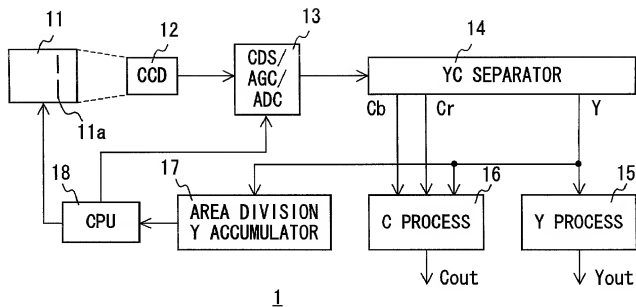 11
12
13
14
CCD
CDS/
AGC/
ADC
YC SEPARATOR
11a
Cb
Cr
Y
18
17
16
15
CPU
AREA DIVISION
Y ACCUMULATOR
C PROCESS
Y PROCESS
Cout
Yout
1